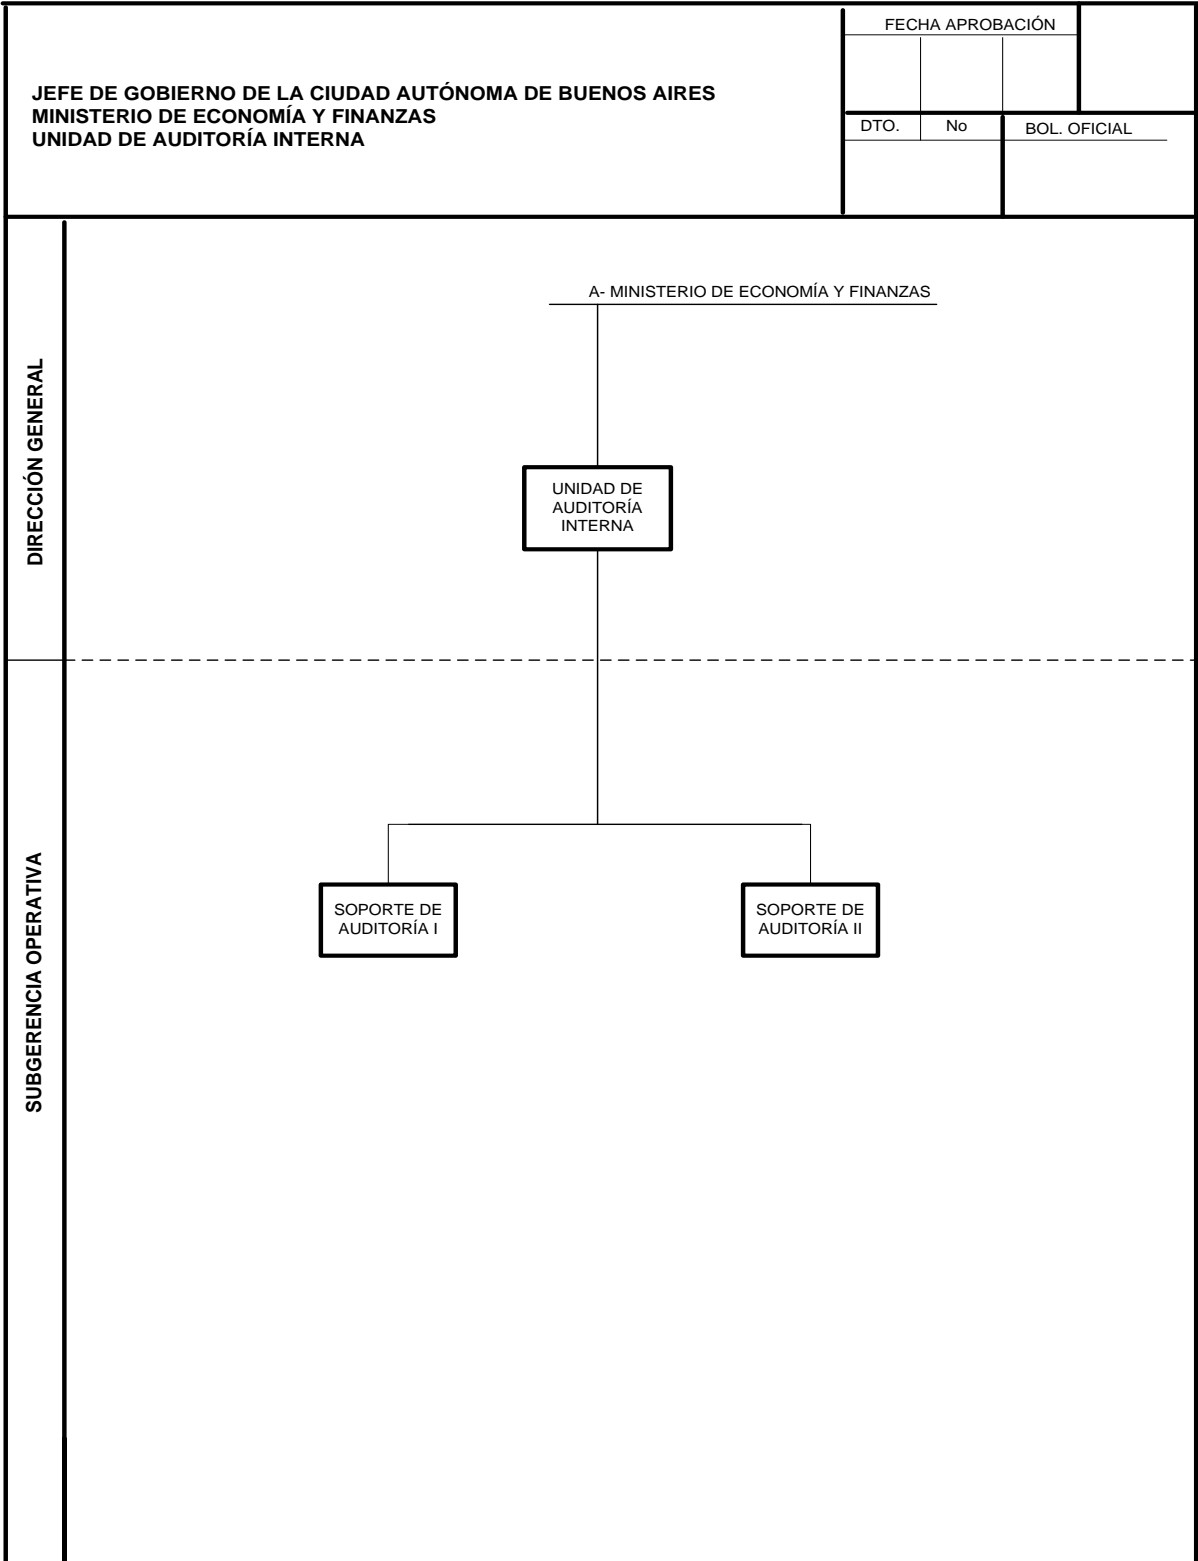 FECHA APROBACIÓN
JEFE DE GOBIERNO DE LA CIUDAD AUTÓNOMA DE BUENOS AIRES
MINISTERIO DE ECONOMÍA Y FINANZAS
UNIDAD DE AUDITORÍA INTERNA
DTO. No BOL. OFICIAL
A- MINISTERIO DE ECONOMÍA Y FINANZAS
DIRECCIÓN GENERAL
UNIDAD DE
AUDITORÍA
INTERNA
SUBGERENCIA OPERATIVA
SOPORTE DE
AUDITORÍA I
SOPORTE DE
AUDITORÍA II